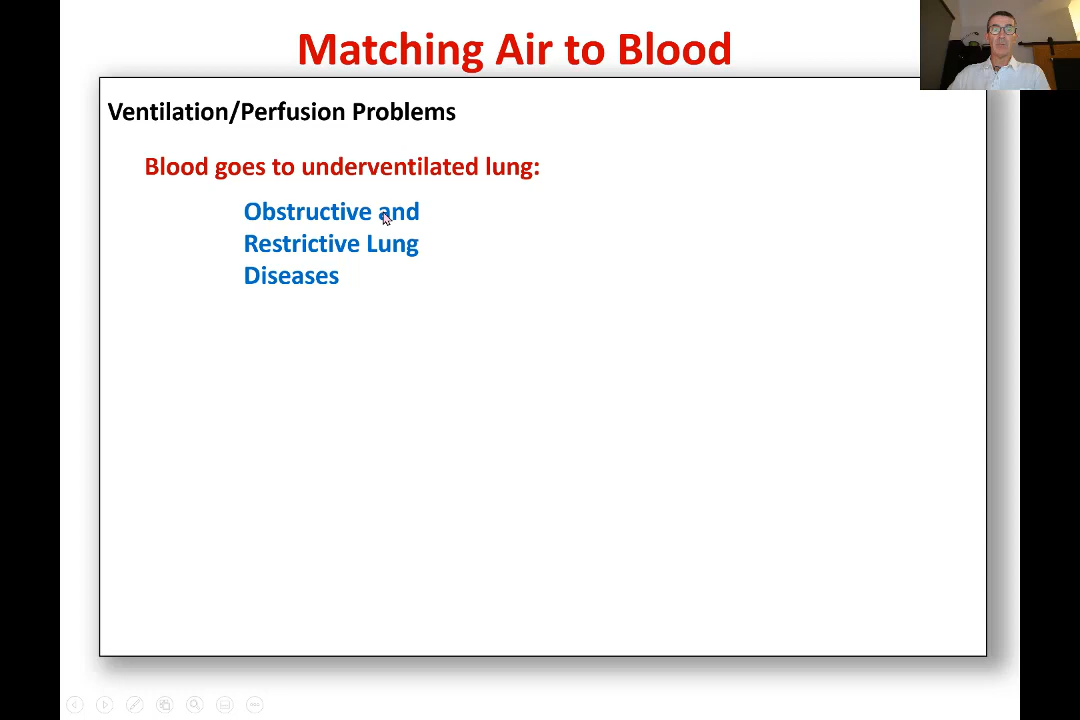 Matching Air to Blood
Ventilation/Perfusion Problems
Blood goes to underventilated lung:
Obstructive and
Restrictive Lung
Diseases